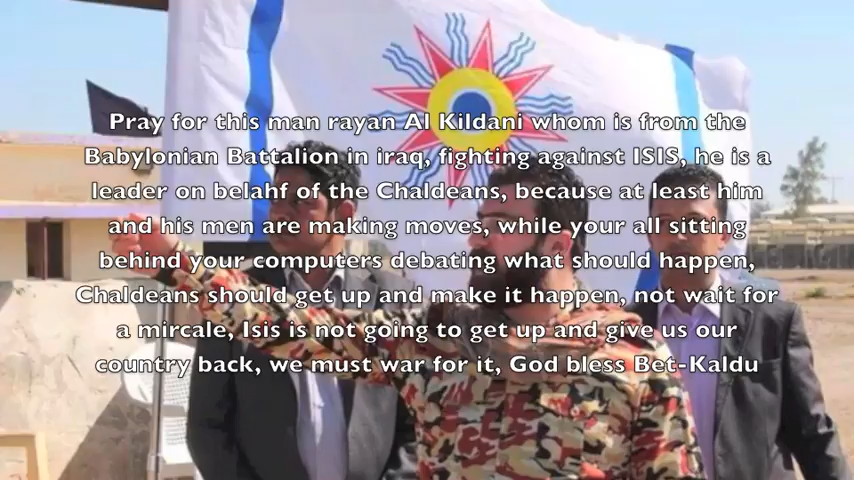 Pray for this man rayan Al Kildani whom is from the
Babylonian Battalion in iraq, fighting against ISIS, he is a
leader on belahf of the Chaldeans, because at least him
and his men are making moves, while your all sitting
behind your computers debating what should happen,
Chaldeans should get up and make it happen, not wait for
a mircale, Isis is not going to get up and give us our
country back, we must war for it, God bless Bet-Kaldu